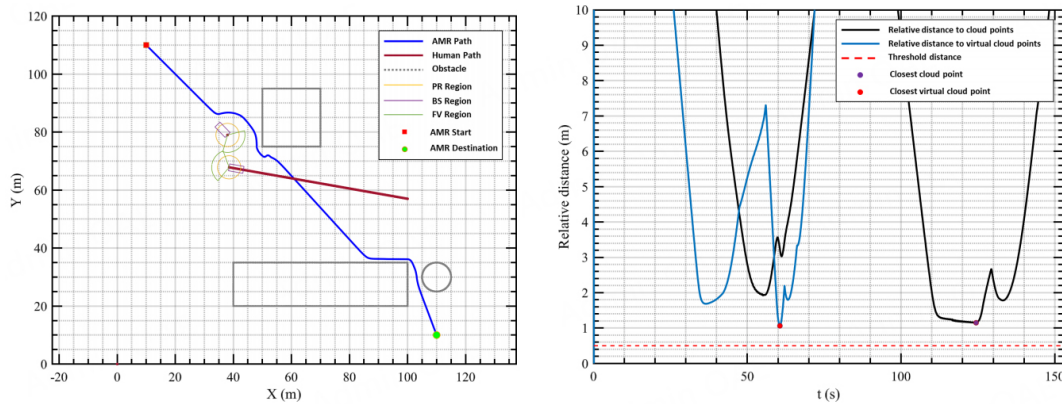 120
100
80
60
40
20
0
-20
0
20
40
60
80
100
120
X (m)
Y (m)
AMR Path
Human Path
Obstacle
PR Region
BS Region
FV Region
AMR Start
AMR Destination
10
9
8
7
6
5
4
3
2
1
0
0
50
100
150
t (s)
Relative distance (m)
Relative distance to cloud points
Relative distance to virtual cloud points
Threshold distance
Closest cloud point
Closest virtual cloud point